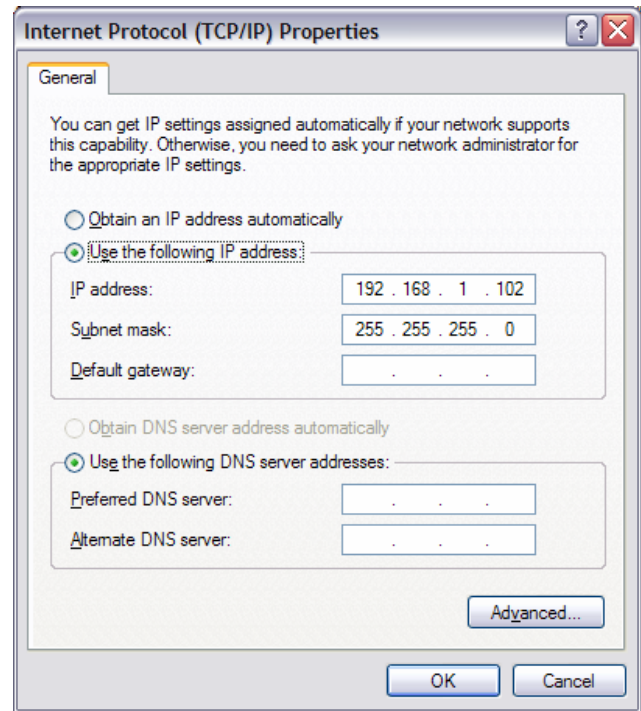 Internet Protocol (TCP/IP) Properties
?
General
You can get IP settings assigned automatically if your network supports
this capability. Otherwise, you need to ask your network administrator for
the appropriate IP settings.
Obtain an IP address automatically
Use the following IP address:
IP address: 192 . 168 . 1 . 102
Subnet mask: 255 . 255 . 255 . 0
Default gateway: . . .
Obtain DNS server address automatically
Use the following DNS server addresses:
Preferred DNS server: . . .
Alternate DNS server: . . .
Advanced...
OK Cancel